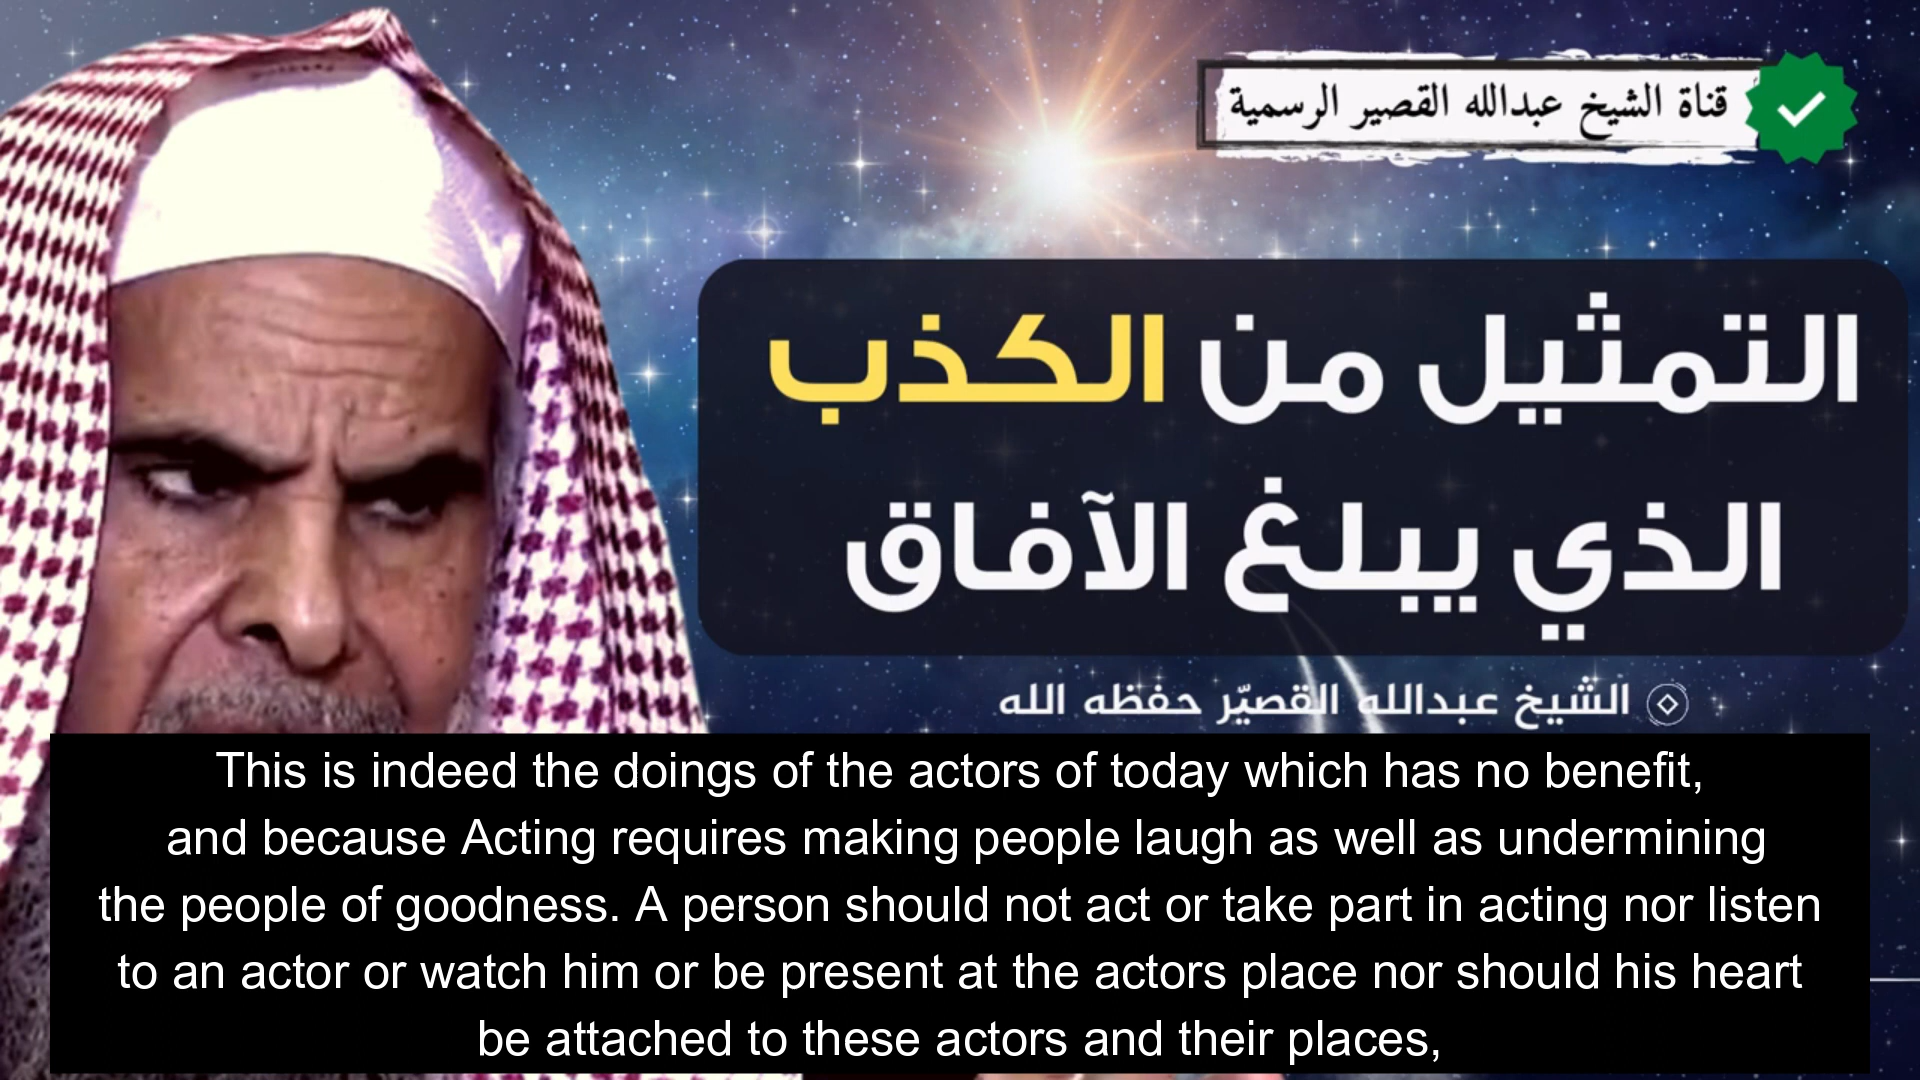 قناة الشيخ عبدالله القصير الرسمية
التمثيل من الكذب
الذي يبلغ الآفاق
الشيخ عبدالله القصيّر حفظه الله
This is indeed the doings of the actors of today which has no benefit,
and because Acting requires making people laugh as well as undermining
the people of goodness. A person should not act or take part in acting nor listen
to an actor or watch him or be present at the actors place nor should his heart
be attached to these actors and their places,